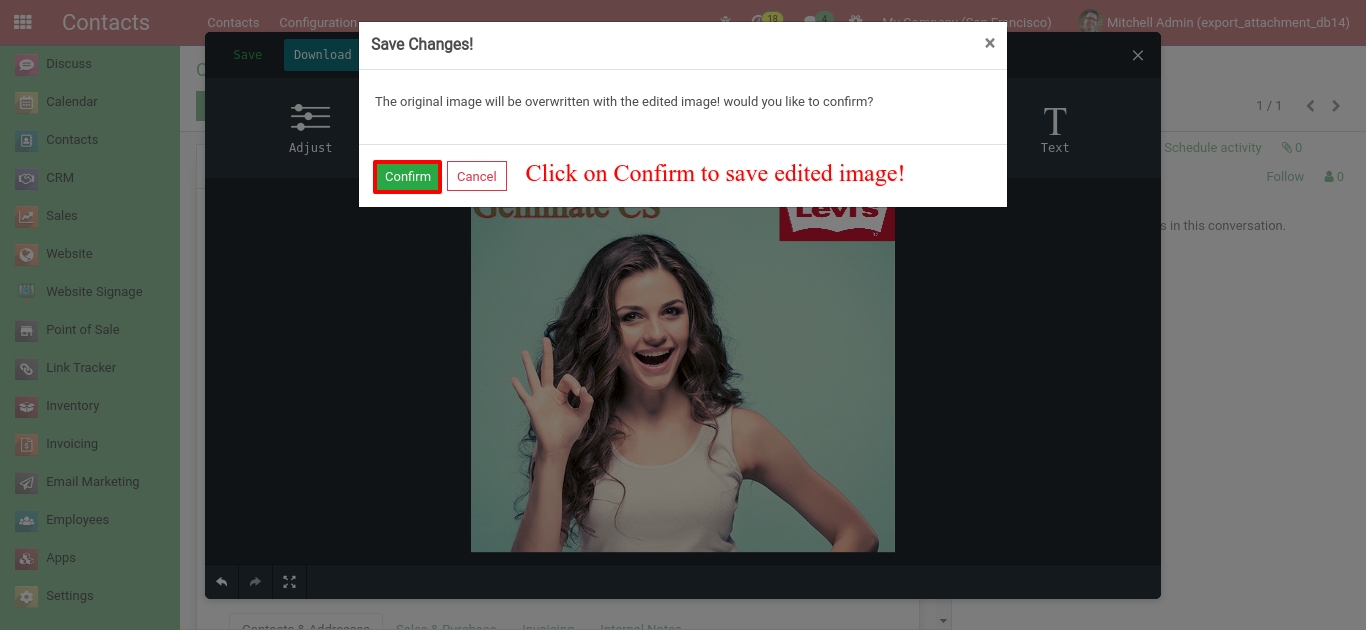 Contacts
Contacts
Configuration
18
4
My Company (San Francisco)
Mitchell Admin (export_attachment_db14)
Discuss
Calendar
Contacts
CRM
Sales
Website
Website Signage
Point of Sale
Link Tracker
Inventory
Invoicing
Email Marketing
Employees
Apps
Settings
Save
Download
Adjust
Text
Save Changes!
×
The original image will be overwritten with the edited image! would you like to confirm?
Confirm
Cancel
Click on Confirm to save edited image!
Geminate CS
Levi's
1 / 1
Schedule activity
0
Follow
0
s in this conversation.
Contacts & Addresses
Sales & Purchase
Invoicing
Internal Notes